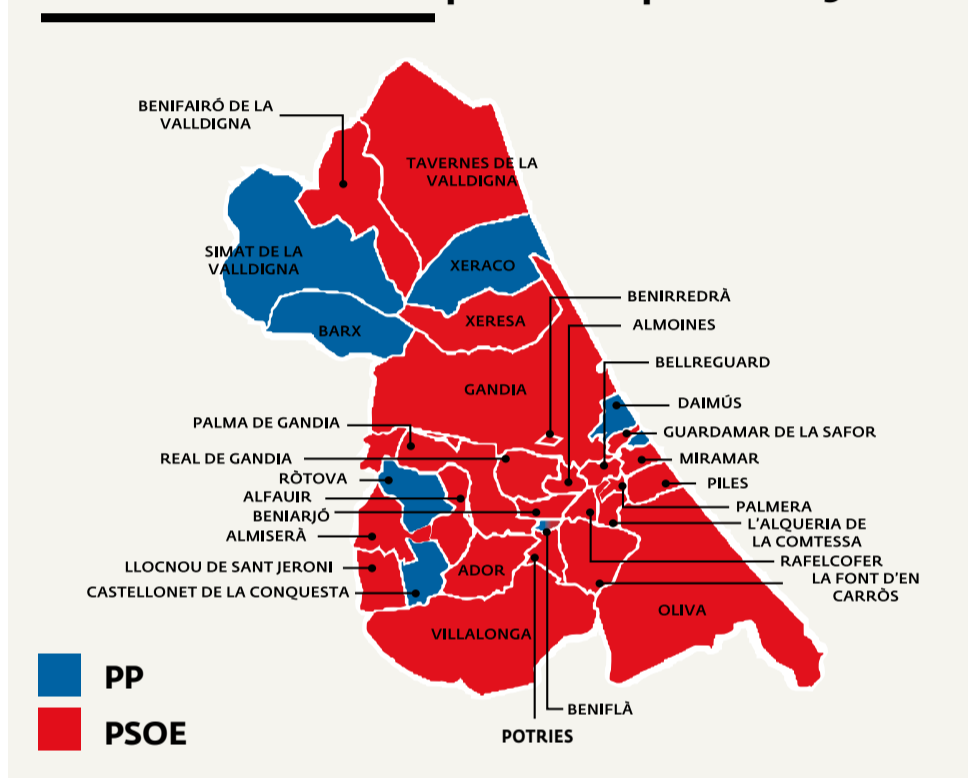 BENIFAIRÓ DE LA
VALLDIGNA
TAVERNES DE LA
VALLDIGNA
SIMAT DE LA
VALLDIGNA
XERACO
BARX
XERESA
BENIRREDRÀ
ALMOINES
BELLREGUARD
GANDIA
DAIMÚS
PALMA DE GANDIA
GUARDAMAR DE LA SAFOR
REAL DE GANDIA
MIRAMAR
RÒTOVA
PILES
ALFAUIR
PALMERA
BENIARJÓ
L'ALQUERIA DE
LA COMTESSA
ALMISERÀ
RAFELCOFER
LLOCNOU DE SANT JERONI
ADOR
LA FONT D'EN
CARRÒS
CASTELLONET DE LA CONQUESTA
OLIVA
VILLALONGA
PP
BENIFLÀ
PSOE
POTRIES